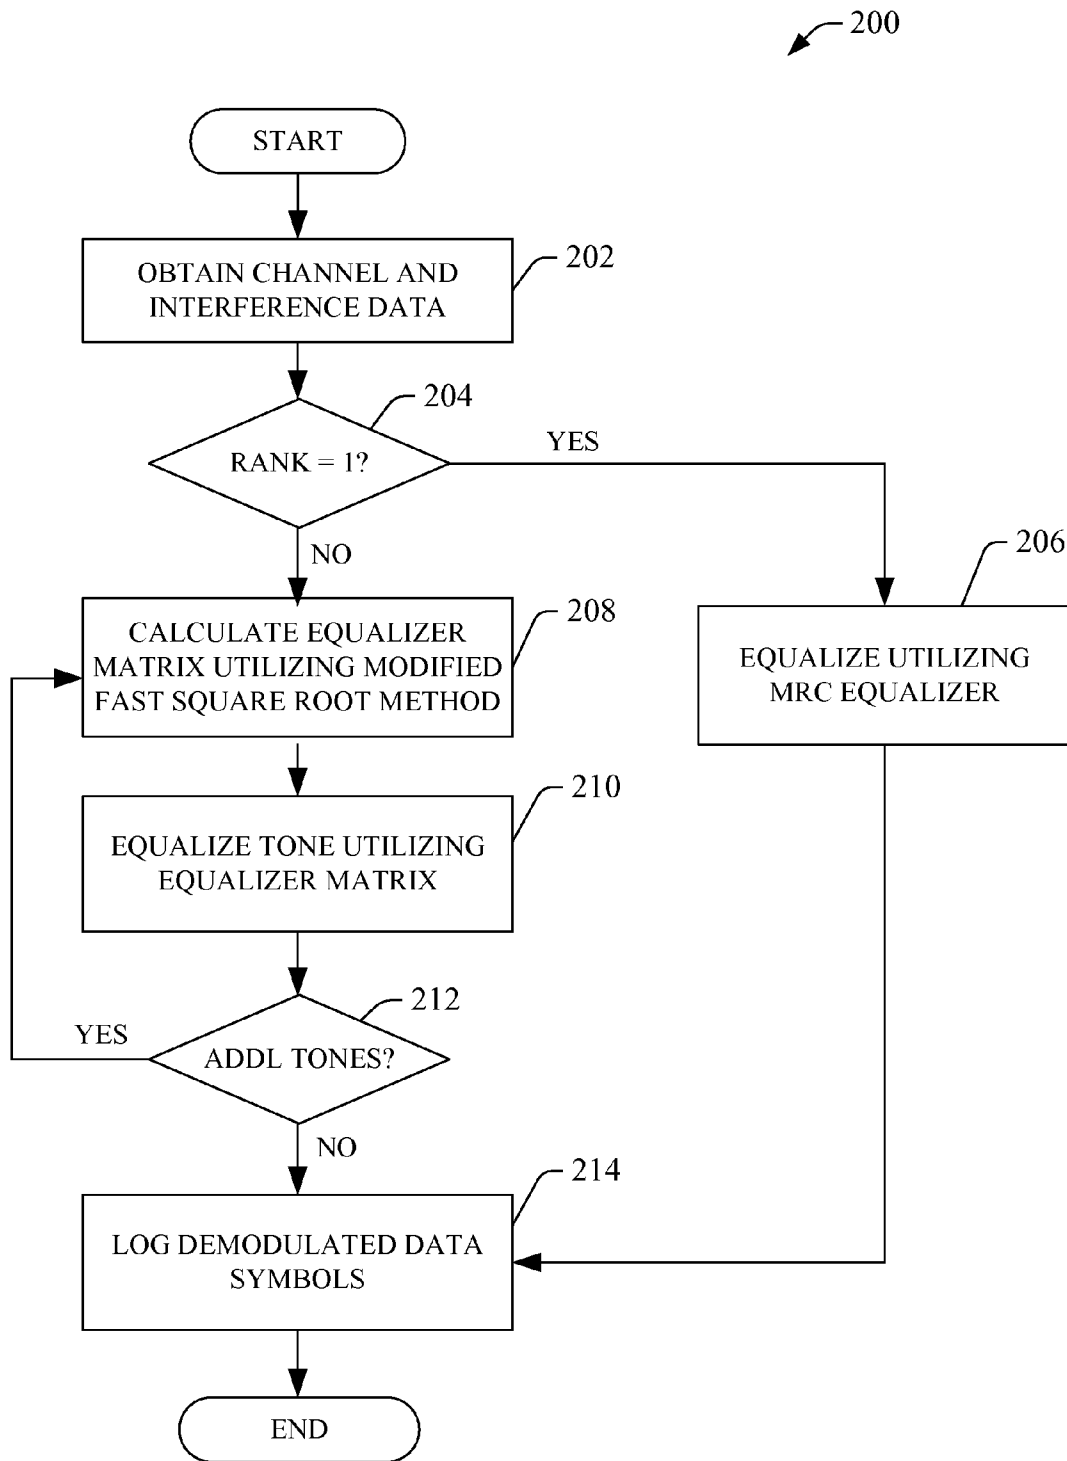 200
START
OBTAIN CHANNEL AND
INTERFERENCE DATA
202
RANK = 1?
204
YES
NO
CALCULATE EQUALIZER
MATRIX UTILIZING MODIFIED
FAST SQUARE ROOT METHOD
208
EQUALIZE UTILIZING
MRC EQUALIZER
206
EQUALIZE TONE UTILIZING
EQUALIZER MATRIX
210
ADDL TONES?
212
YES
NO
LOG DEMODULATED DATA
SYMBOLS
214
END